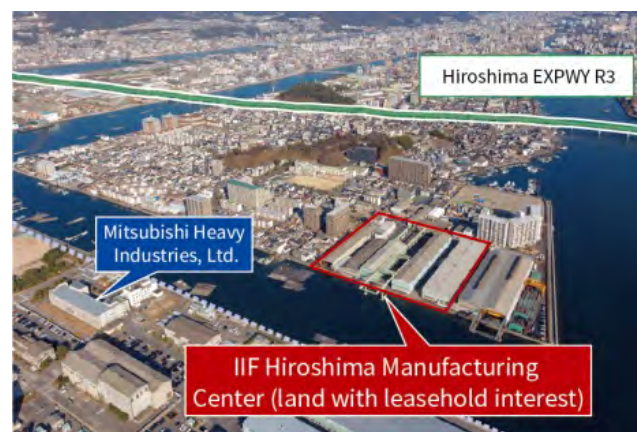 Hiroshima EXPWY R3
Mitsubishi Heavy
Industries, Ltd.
IIF Hiroshima Manufacturing
Center (land with leasehold interest)